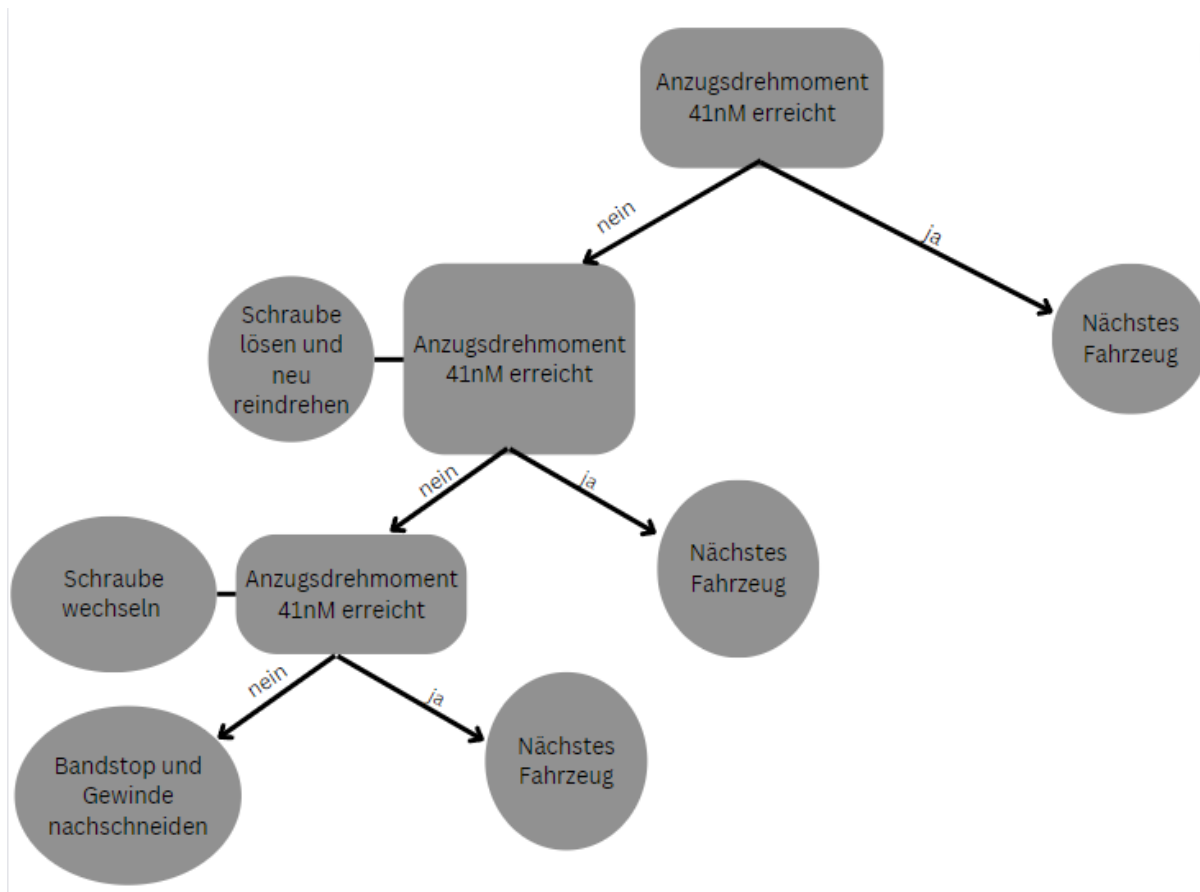 Anzugsdrehmoment
41nM erreicht
nein
ja
Schraube
lösen und
neu
reindrehen
Anzugsdrehmoment
41nM erreicht
Nächstes
Fahrzeug
nein
ja
Schraube
wechseln
Anzugsdrehmoment
41nM erreicht
Nächstes
Fahrzeug
nein
ja
Bandstop und
Gewinde
nachschneiden
Nächstes
Fahrzeug